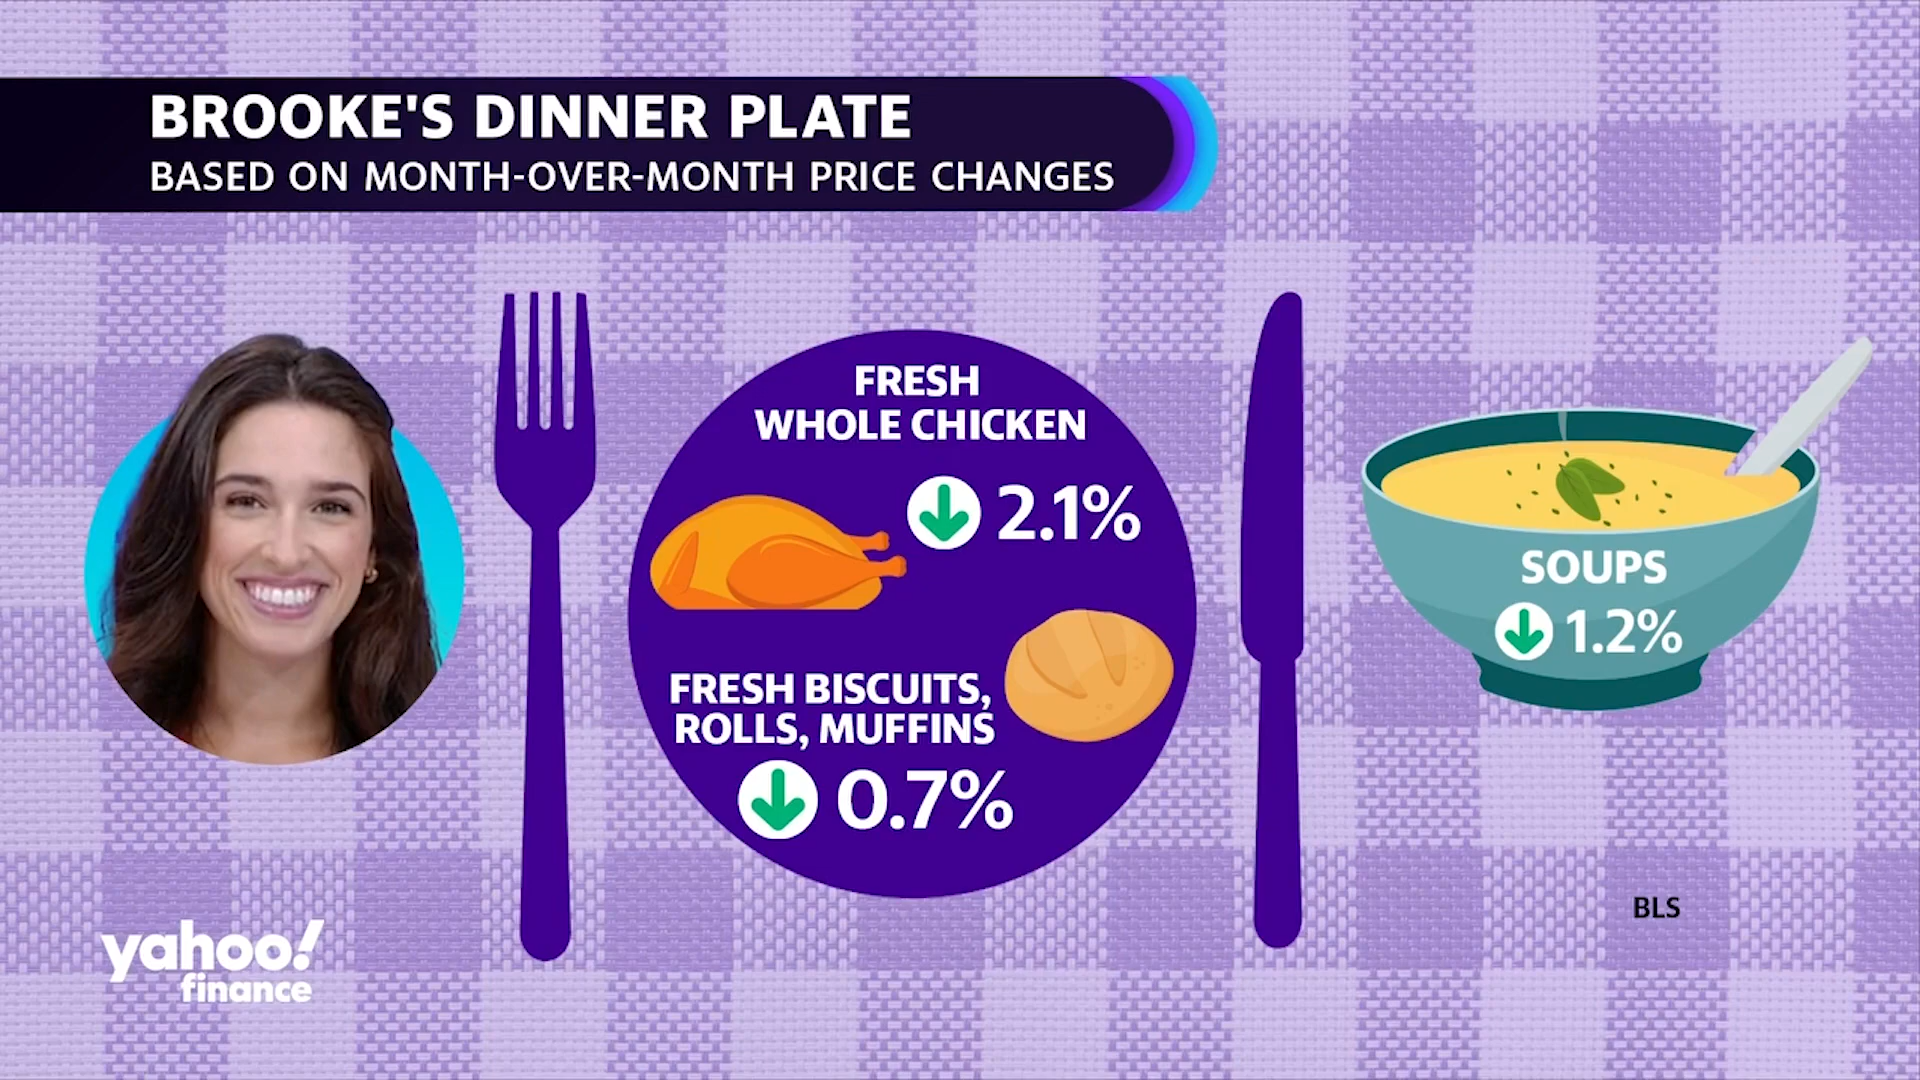 BROOKE'S DINNER PLATE
BASED ON MONTH-OVER-MONTH PRICE CHANGES
FRESH
WHOLE CHICKEN
2.1%
FRESH BISCUITS,
ROLLS, MUFFINS
0.7%
SOUPS
1.2%
BLS
yahoo!
finance